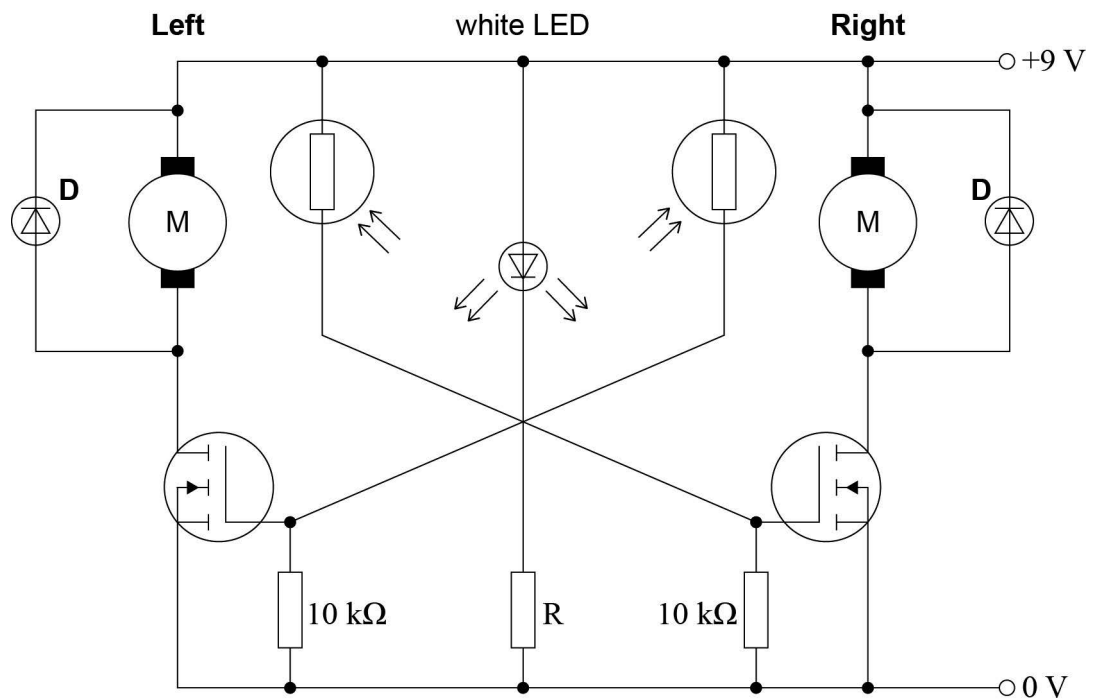 Left
white LED
Right
+9 V
D
M
M
D
10 kΩ
R
10 kΩ
0 V